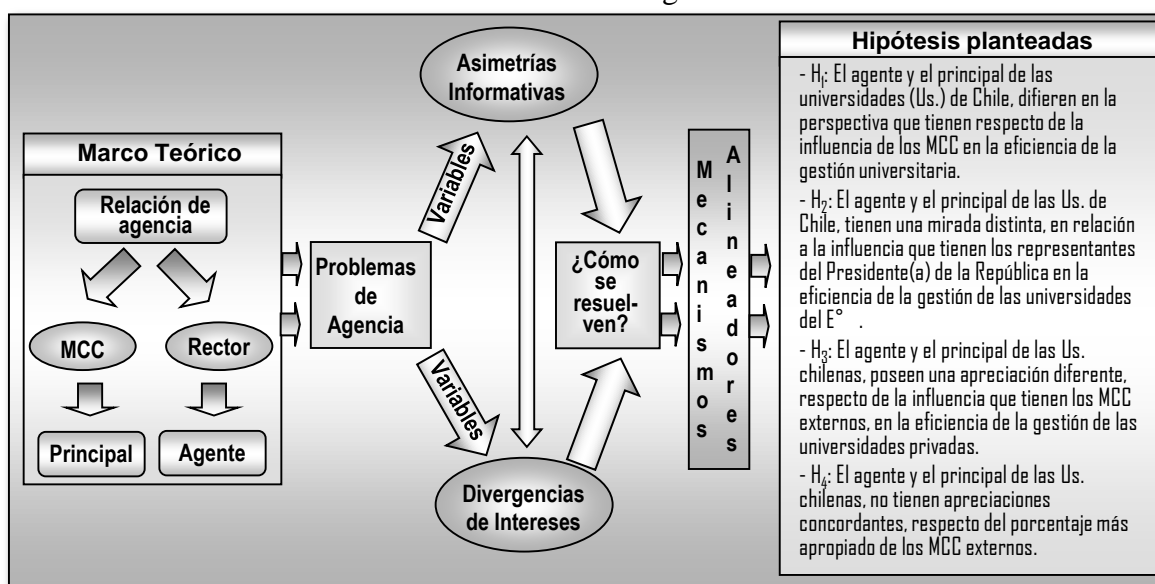 Marco Teórico
Relación de
agencia
MCC
Rector
Principal
Agente
Problemas
de
Agencia
Variables
Variables
Asimetrías
Informativas
Divergencias
de Intereses
¿Cómo
se
resuel-
ven?
Mecanismos
Alineadores
Hipótesis planteadas
- H₁: El agente y el principal de las
universidades (Us.) de Chile, difieren en la
perspectiva que tienen respecto de la
influencia de los MCC en la eficiencia de la
gestión universitaria.
- H₂: El agente y el principal de las Us. de
Chile, tienen una mirada distinta, en relación
a la influencia que tienen los representantes
del Presidente(a) de la República en la
eficiencia de la gestión de las universidades
del E° .
- H₃: El agente y el principal de las Us.
chilenas, poseen una apreciación diferente,
respecto de la influencia que tienen los MCC
externos, en la eficiencia de la gestión de las
universidades privadas.
- H₄: El agente y el principal de las Us.
chilenas, no tienen apreciaciones
concordantes, respecto del porcentaje más
apropiado de los MCC externos.